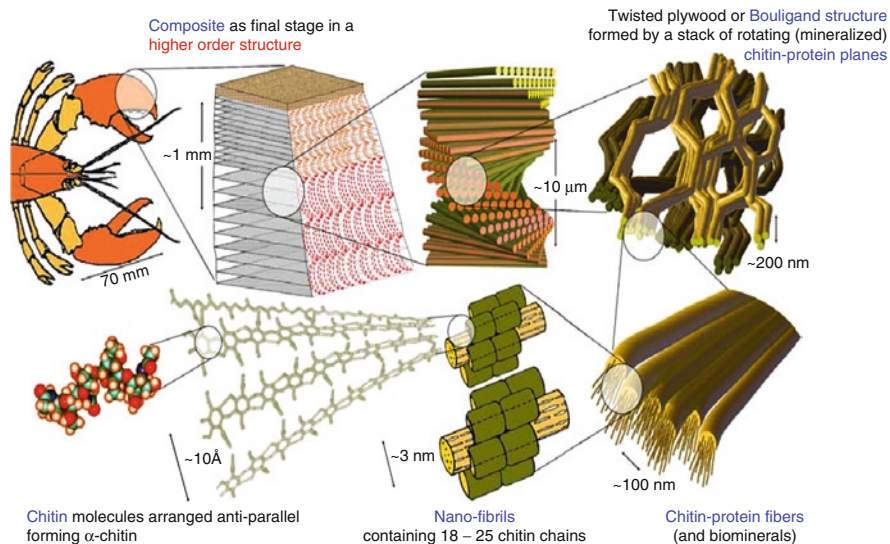 Composite as final stage in a
higher order structure
Twisted plywood or Bouligand structure
formed by a stack of rotating (mineralized)
chitin-protein planes
~1 mm
~10 µm
~200 nm
70 mm
~10Å
~3 nm
~100 nm
Chitin molecules arranged anti-parallel
forming α-chitin
Nano-fibrils
containing 18 – 25 chitin chains
Chitin-protein fibers
(and biominerals)